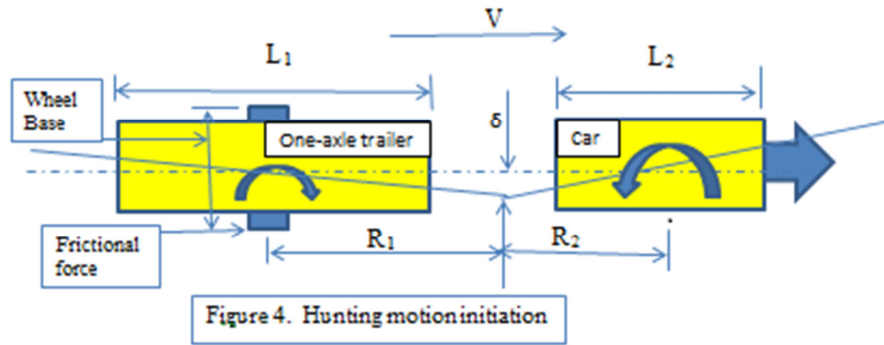 V
L1
L2
Wheel
Base
One-axle trailer
δ
Car
R1
R2
Frictional
force
Figure 4. Hunting motion initiation